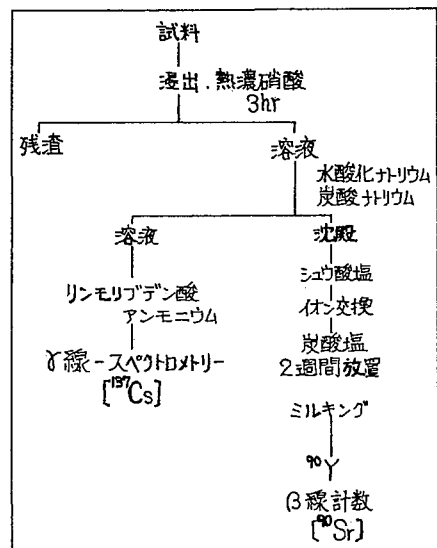 試料
浸出.熱濃硝酸
3hr
残査
溶液
水酸化ナトリウム
炭酸ナトリウム
溶液
沈殿
リンモリブデン酸
アンモニウム
γ線-スペクトロメトリー
[¹³⁷Cs]
シュウ酸塩
イオン交換
炭酸塩
2週間放置
ミルキング
⁹⁰Y
β線計数
[⁹⁰Sr]